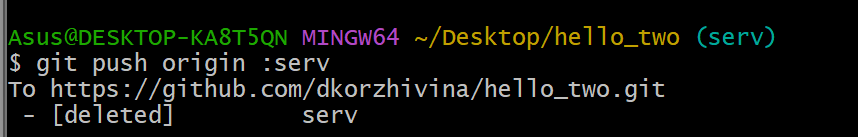 Asus@DESKTOP-KA8T5QN MINGW64 ~/Desktop/hello_two (serv)
$ git push origin :serv
To https://github.com/dkorzhivina/hello_two.git
 - [deleted]         serv